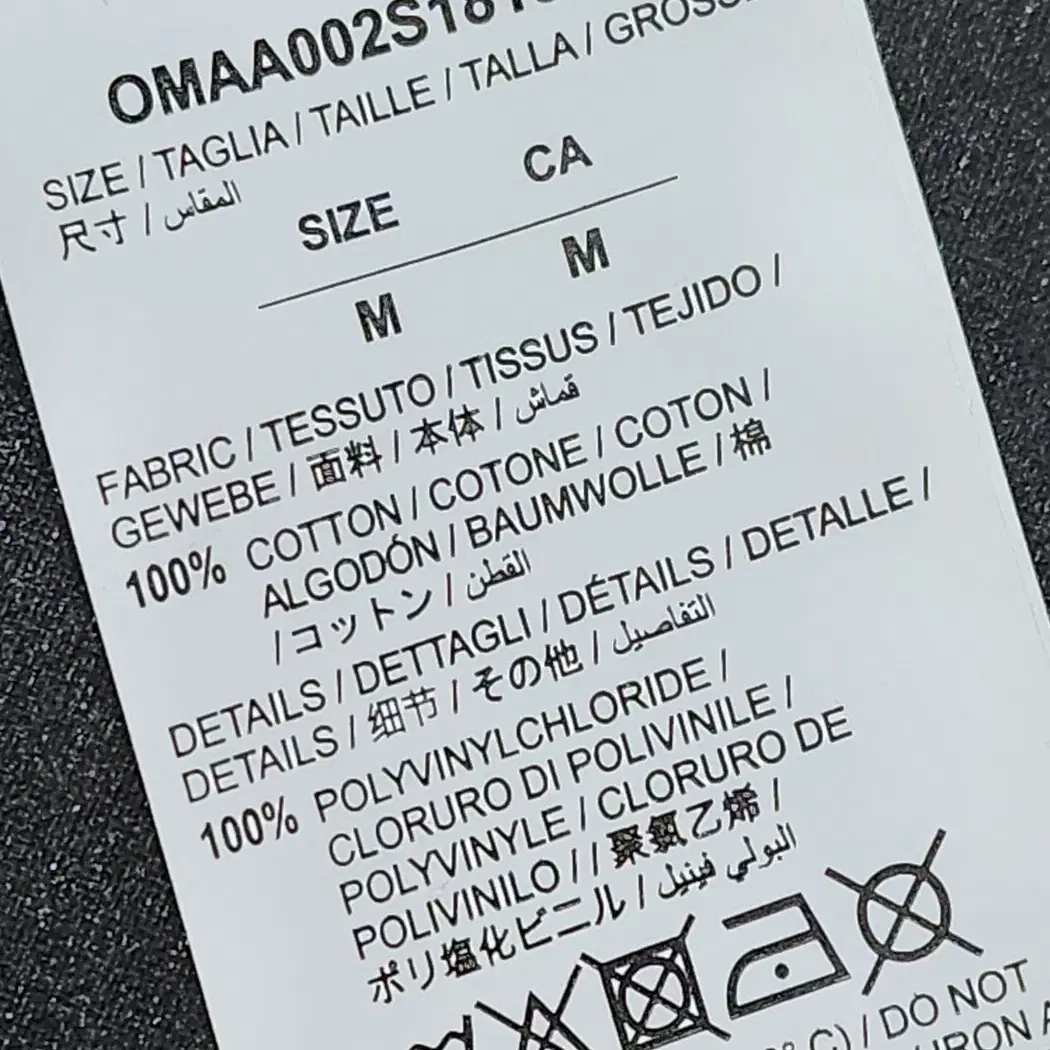 OMAA002S181
SIZE / TAGLIA / TAILLE / TALLA / GROSS
尺寸 / المقاس
SIZE CA
M M
FABRIC / TESSUTO / TISSUS / TEJIDO /
GEWEBE / 面料 / 本体 / قماش
100% COTTON / COTONE / COTON /
ALGODÓN / BAUMWOLLE / 棉
/ コットン / القطن
DETAILS / DETTAGLI / DÉTAILS / DETALLE /
DETAILS / 细节 / その他 / التفاصيل
100% POLYVINYLCHLORIDE /
CLORURO DI POLIVINILE /
POLYVINYLE / CLORURO DE
POLIVINILO / / 聚氯乙烯 /
ポリ塩化ビニル / البولي فينيل
C) / DO NOT
IRON